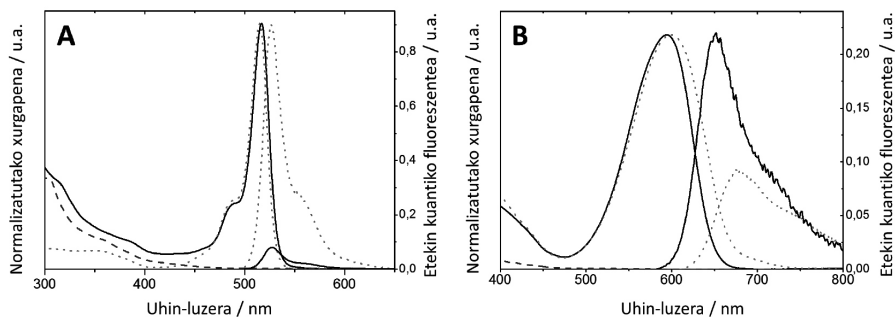 A
Normalizatutako xurgapena / u.a.
0,8
0,6
0,4
0,2
0,0
Etekin kuantiko fluoreszentea / u.a.
300
400
500
600
Uhin-luzera / nm
B
Normalizatutako xurgapena / u.a.
0,20
0,15
0,10
0,05
0,00
Etekin kuantiko fluoreszentea / u.a.
400
500
600
700
800
Uhin-luzera / nm